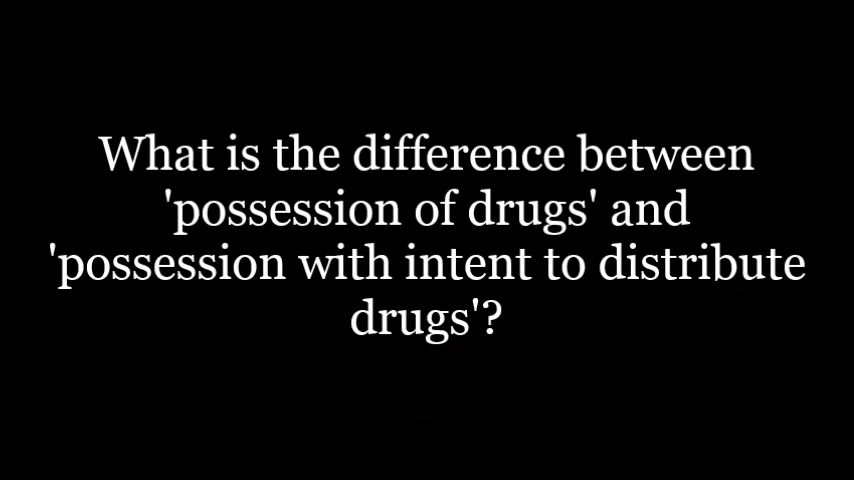 What is the difference between
'possession of drugs' and
'possession with intent to distribute
drugs'?